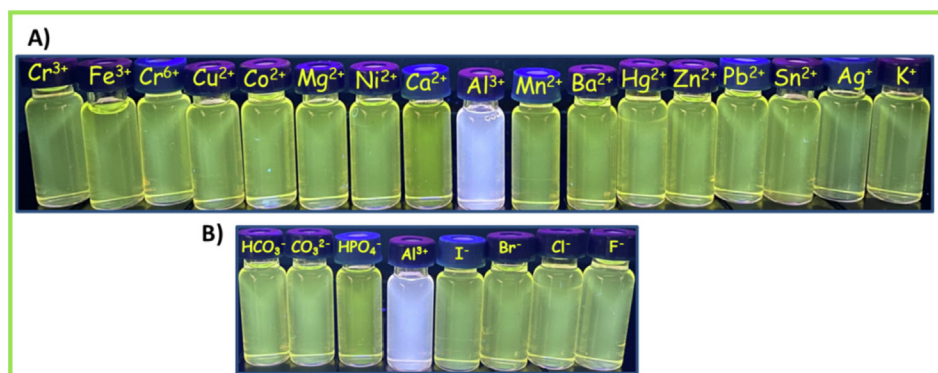 A)
Cr³⁺ Fe³⁺ Cr⁶⁺ Cu²⁺ Co²⁺ Mg²⁺ Ni²⁺ Ca²⁺ Al³⁺ Mn²⁺ Ba²⁺ Hg²⁺ Zn²⁺ Pb²⁺ Sn²⁺ Ag⁺ K⁺
B)
HCO₃⁻ CO₃²⁻ HPO₄⁻ Al³⁺ I⁻ Br⁻ Cl⁻ F⁻